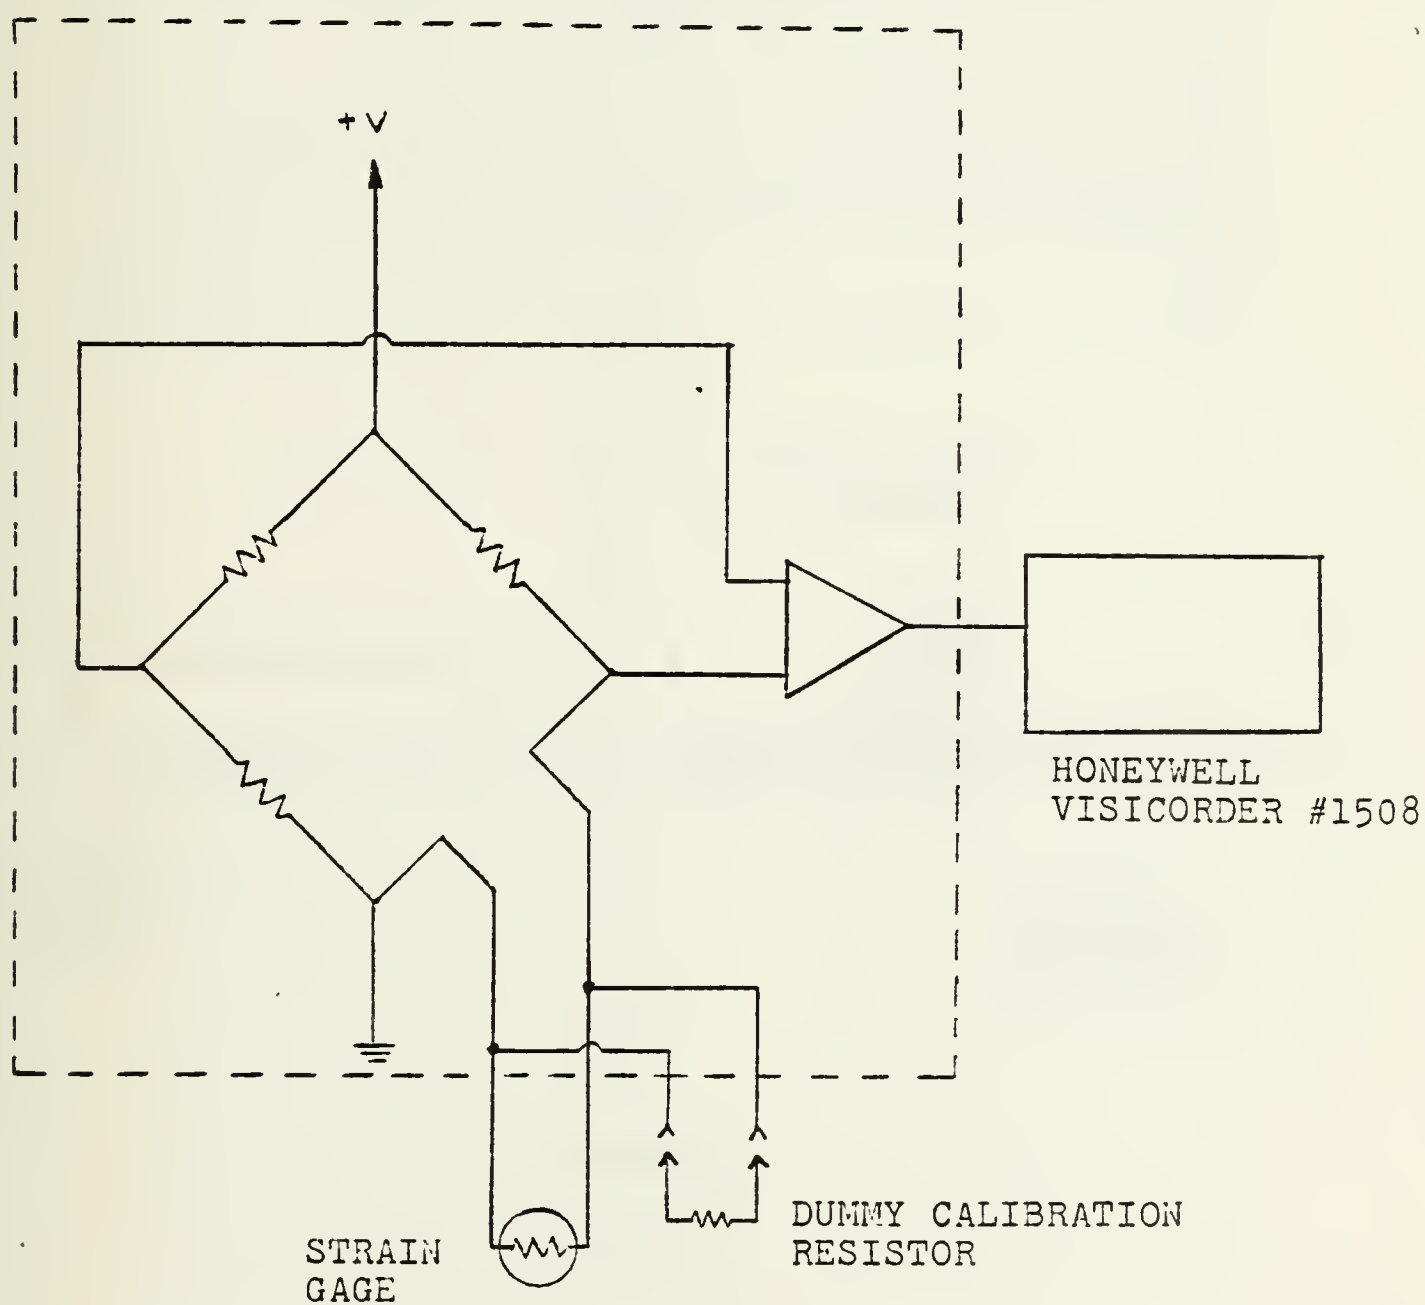 +V
HONEYWELL
VISICORDER #1508
DUMMY CALIBRATION
RESISTOR
STRAIN
GAGE